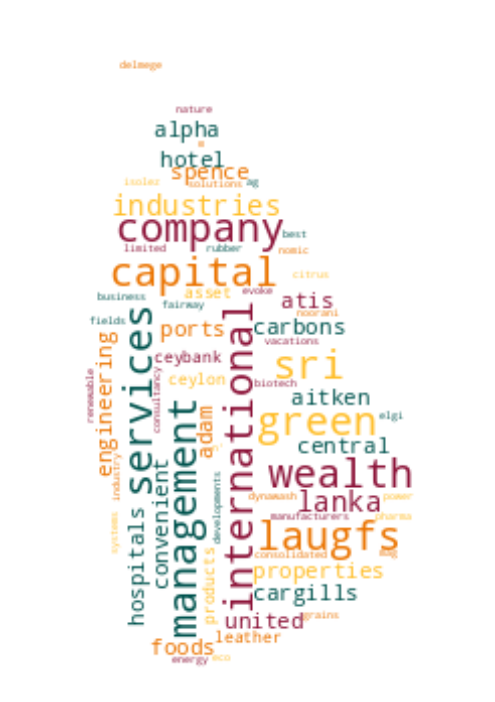 delmege
nature
alpha
hotel
spence
isolez
solutions
ag
industries
company
best
limited
rubber
nomic
capital
citrus
business
asset
evoke
fairway
atis
noorani
fields
ports
carbons
vacations
services
international
engineering
ceybank
sri
renewable
consultancy
ceylon
biotech
aitken
management
adam
green
elgi
central
industry
wealth
convenient
developments
dynawash
lanka
power
hospitals
manufacturers
pharma
systems
laugfs
products
consolidated
properties
cargills
grains
united
leather
foods
energy
eco